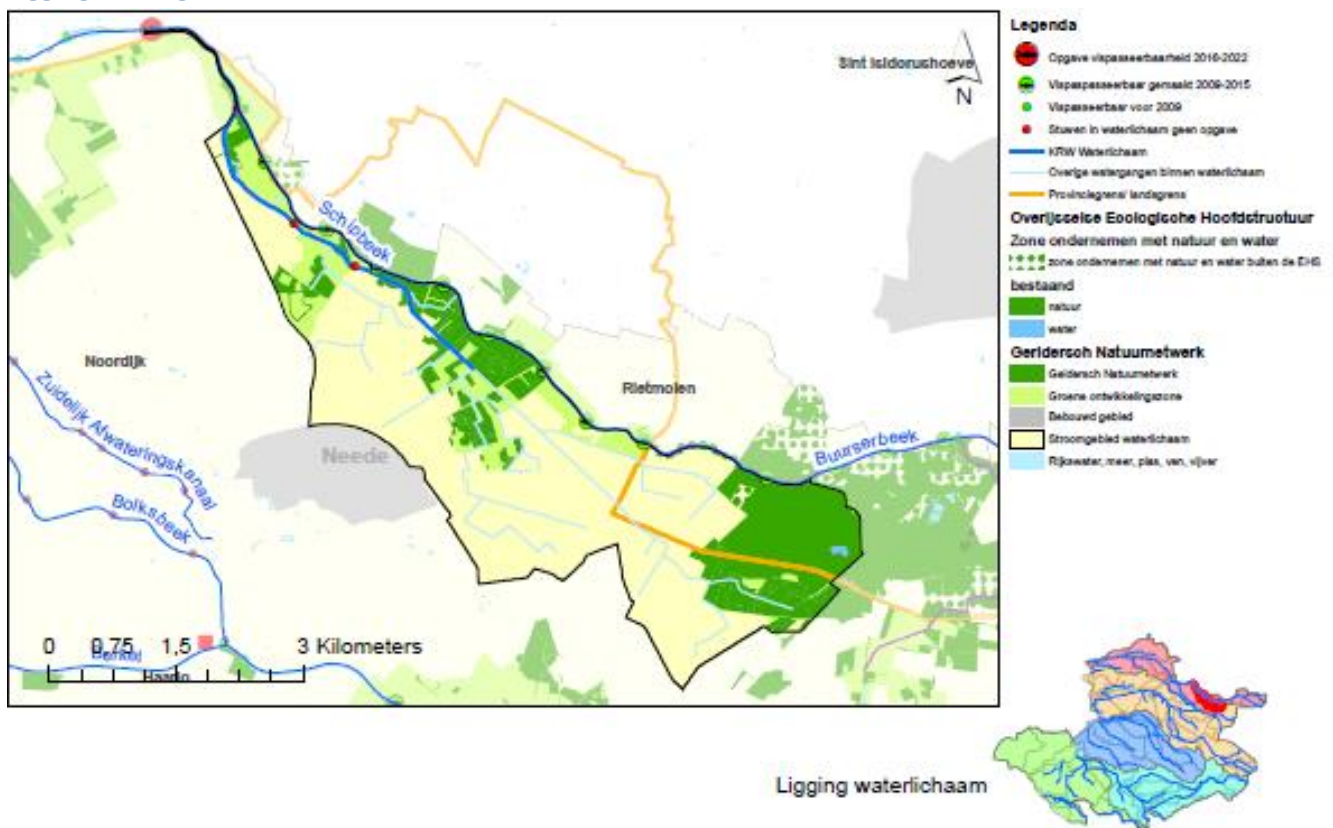 Sint Isidorushoeve
N
Schipbeek
Noordijk
Rietmolen
Zuidelijk Afwateringskanaal
Neede
Buurserbeek
Bolksbeek
0 0,75 1,5 3 Kilometers
Berkel
Haarlo
Legenda
Opgave vispasseerbaarheid 2016-2022
Vispaspasseerbaar gemaakt 2009-2015
Vispasseerbaar voor 2009
Stuwen in waterlichaam geen opgave
KRW Waterlichaam
Overige watergangen binnen waterlichaam
Provinciegrens/ landsgrens
Overijsselse Ecologische Hoofdstructuur
Zone ondernemen met natuur en water
zone ondernemen met natuur en water buiten de EHS
bestaand
natuur
water
Geldersch Natuurnetwerk
Geldersch Natuurnetwerk
Groene ontwikkelingszone
Bebouwd gebied
Stroomgebied waterlichaam
Rijkswater, meer, plas, ven, vijver
Ligging waterlichaam